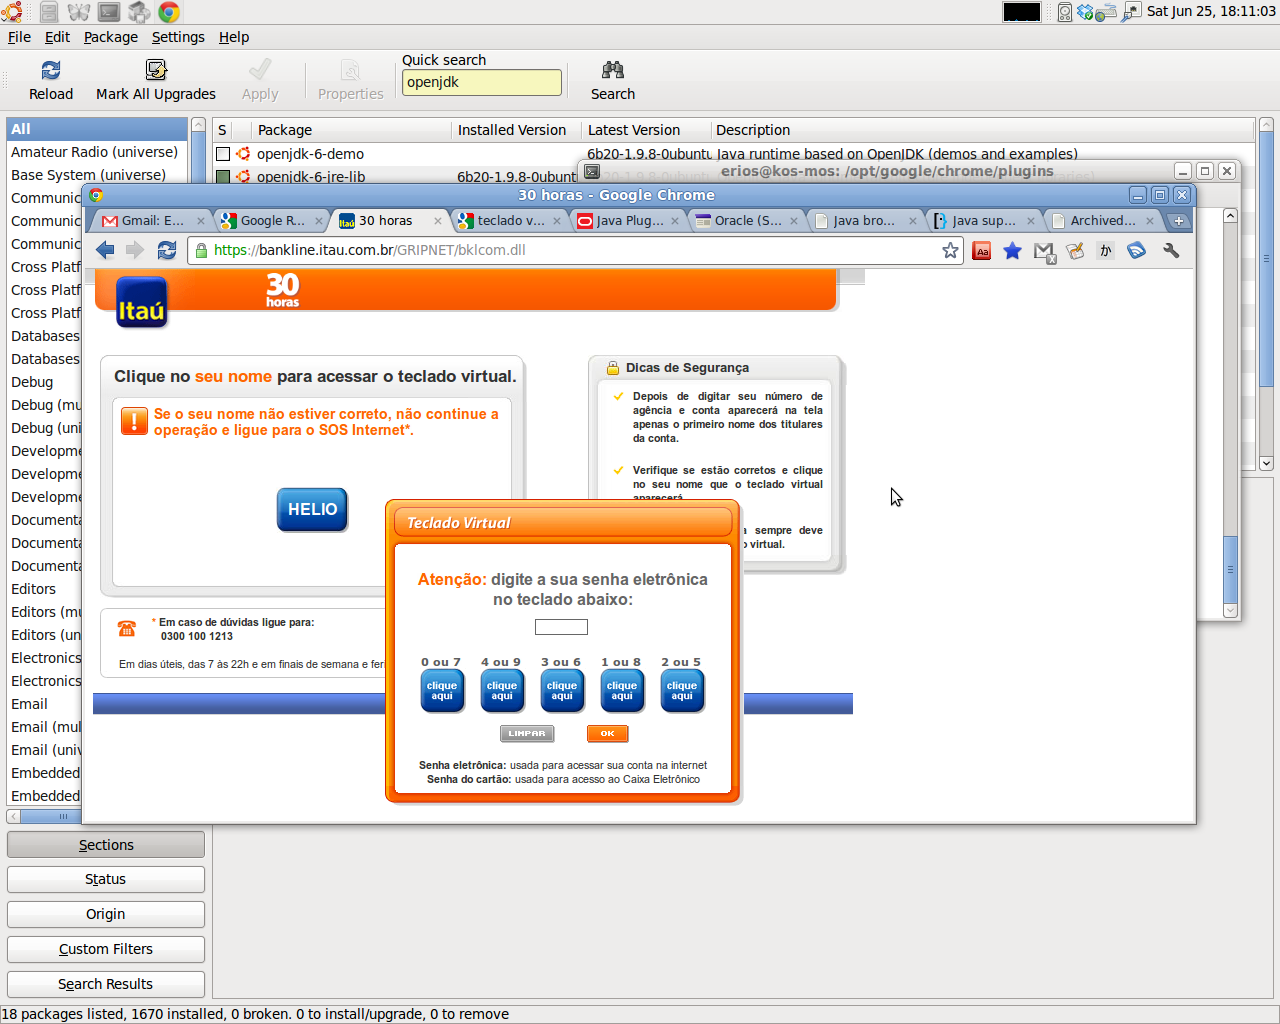 Sat Jun 25, 18:11:03
File Edit Package Settings Help
Reload
Mark All Upgrades
Apply
Properties
Quick search
openjdk
Search
All
Amateur Radio (universe)
Base System (universe)
Communic
Communic
Communic
Cross Platf
Cross Platf
Cross Platf
Databases
Databases
Debug
Debug (mu
Debug (uni
Developme
Developme
Developme
Documenta
Documenta
Documenta
Editors
Editors (mu
Editors (un
Electronics
Electronics
Email
Email (mul
Email (univ
Embedded
Embedded
Sections
Status
Origin
Custom Filters
Search Results
18 packages listed, 1670 installed, 0 broken. 0 to install/upgrade, 0 to remove
S Package Installed Version Latest Version Description
openjdk-6-demo 6b20-1.9.8-0ubuntu Java runtime based on OpenJDK (demos and examples)
openjdk-6-jre-lib 6b20-1.9.8-0ubunt
erios@kos-mos: /opt/google/chrome/plugins
30 horas - Google Chrome
Gmail: E...
Google R...
30 horas
teclado v...
Java Plug...
Oracle (S...
Java bro...
Java sup...
Archived...
https://bankline.itau.com.br/GRIPNET/bklcom.dll
Itaú
30
horas
Clique no seu nome para acessar o teclado virtual.
Se o seu nome não estiver correto, não continue a
operação e ligue para o SOS Internet*.
HELIO
* Em caso de dúvidas ligue para:
0300 100 1213
Em dias úteis, das 7 às 22h e em finais de semana e feri
Dicas de Segurança
Depois de digitar seu número de
agência e conta aparecerá na tela
apenas o primeiro nome dos titulares
da conta.
Verifique se estão corretos e clique
no seu nome que o teclado virtual
aparecerá
a sempre deve
o virtual.
Teclado Virtual
Atenção: digite a sua senha eletrônica
no teclado abaixo:
0 ou 7 4 ou 9 3 ou 6 1 ou 8 2 ou 5
clique aqui clique aqui clique aqui clique aqui clique aqui
LIMPAR OK
Senha eletrônica: usada para acessar sua conta na internet
Senha do cartão: usada para acesso ao Caixa Eletrônico